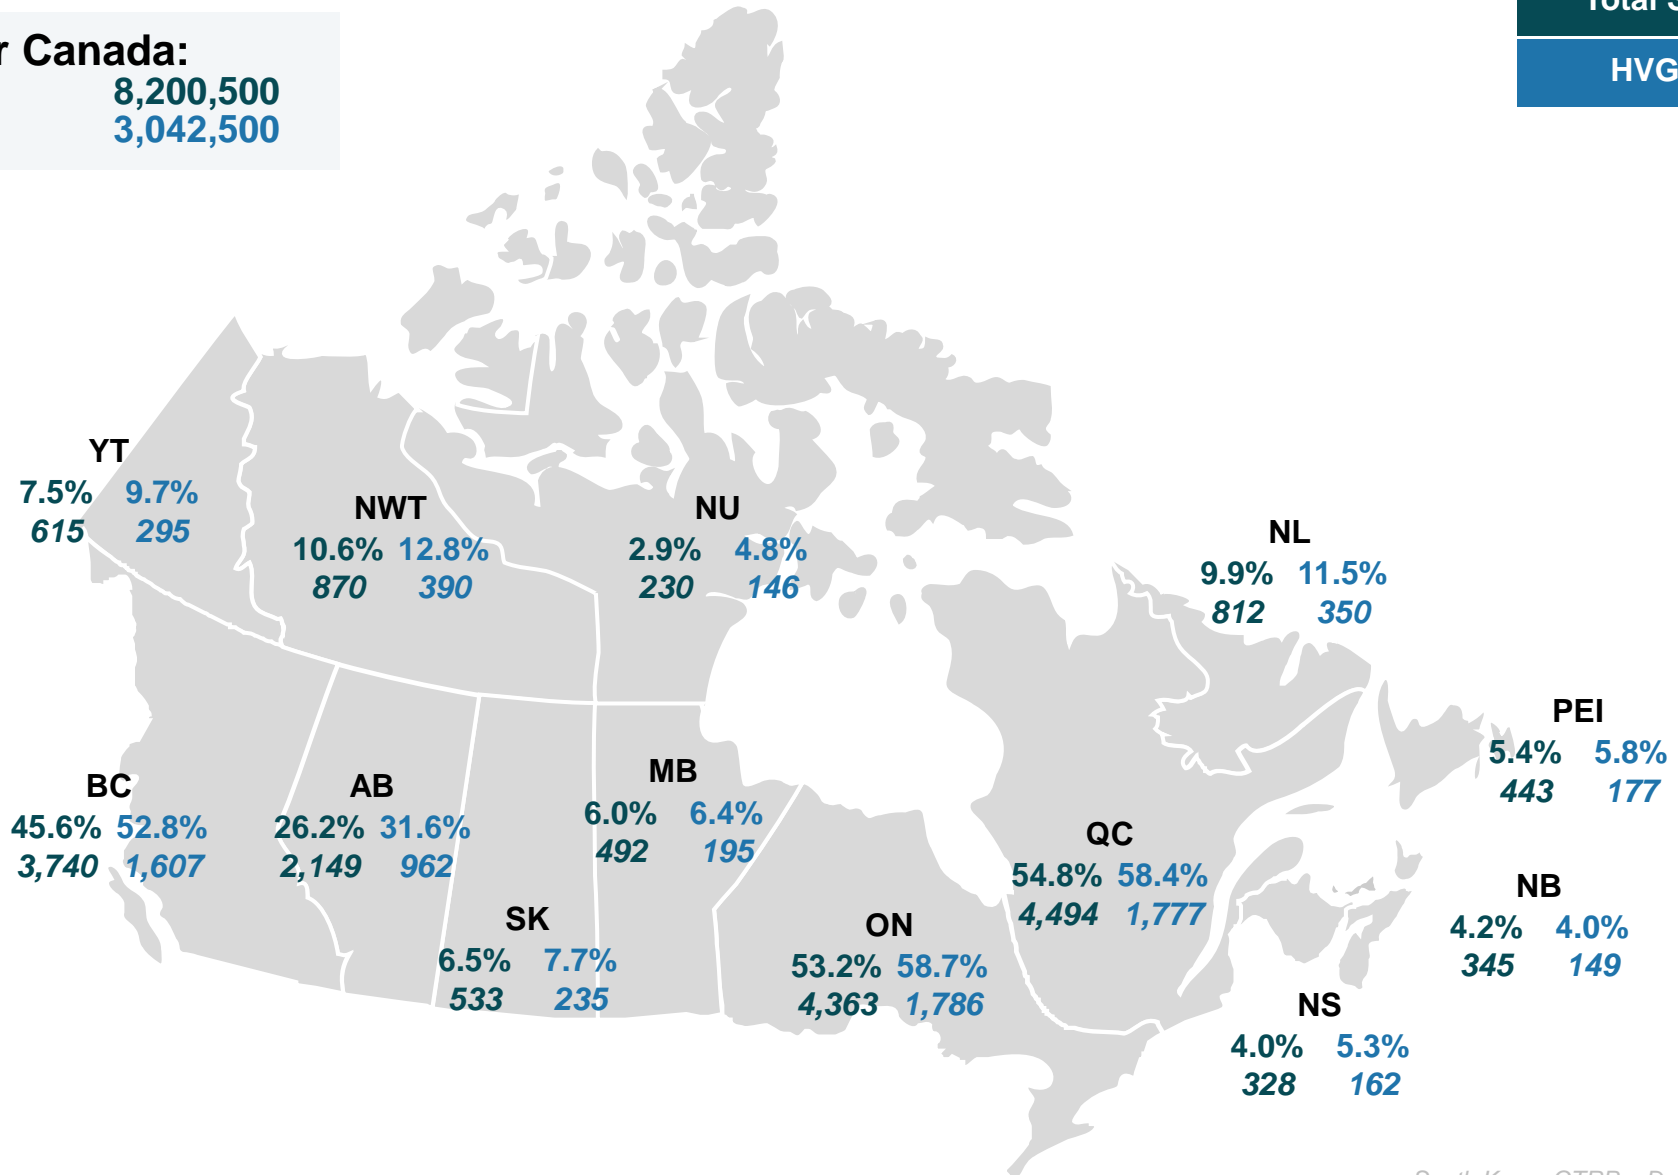 Canada:
8,200,500
3,042,500
Total
HVG
YT
7.5% 9.7%
615 295
NWT
10.6% 12.8%
870 390
NU
2.9% 4.8%
230 146
NL
9.9% 11.5%
812 350
PEI
5.4% 5.8%
443 177
BC
45.6% 52.8%
3,740 1,607
AB
26.2% 31.6%
2,149 962
MB
6.0% 6.4%
492 195
QC
54.8% 58.4%
4,494 1,777
NB
4.2% 4.0%
345 149
SK
6.5% 7.7%
533 235
ON
53.2% 58.7%
4,363 1,786
NS
4.0% 5.3%
328 162